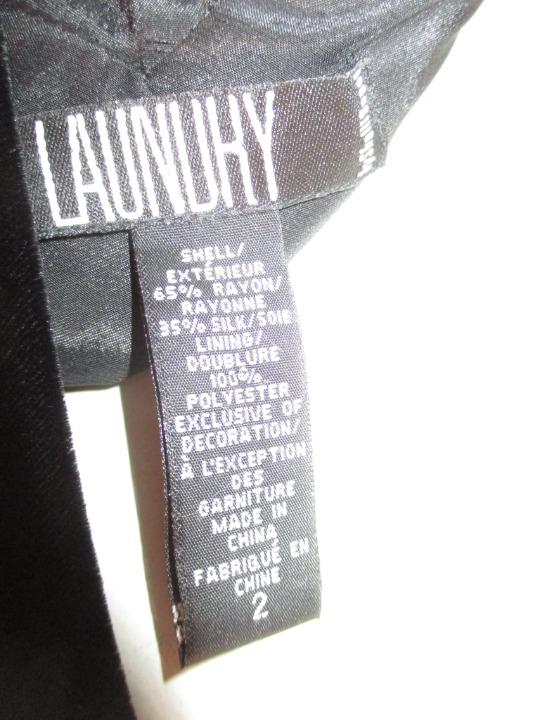 LAUNDRY
SHELL/
EXTÉRIEUR
65% RAYON/
RAYONNE
35% SILK/SOIE
LINING/
DOUBLURE
100%
POLYESTER
EXCLUSIVE OF
DECORATION/
À L'EXCEPTION
DES
GARNITURE
MADE IN
CHINA
FABRIQUÉ EN
CHINE
2